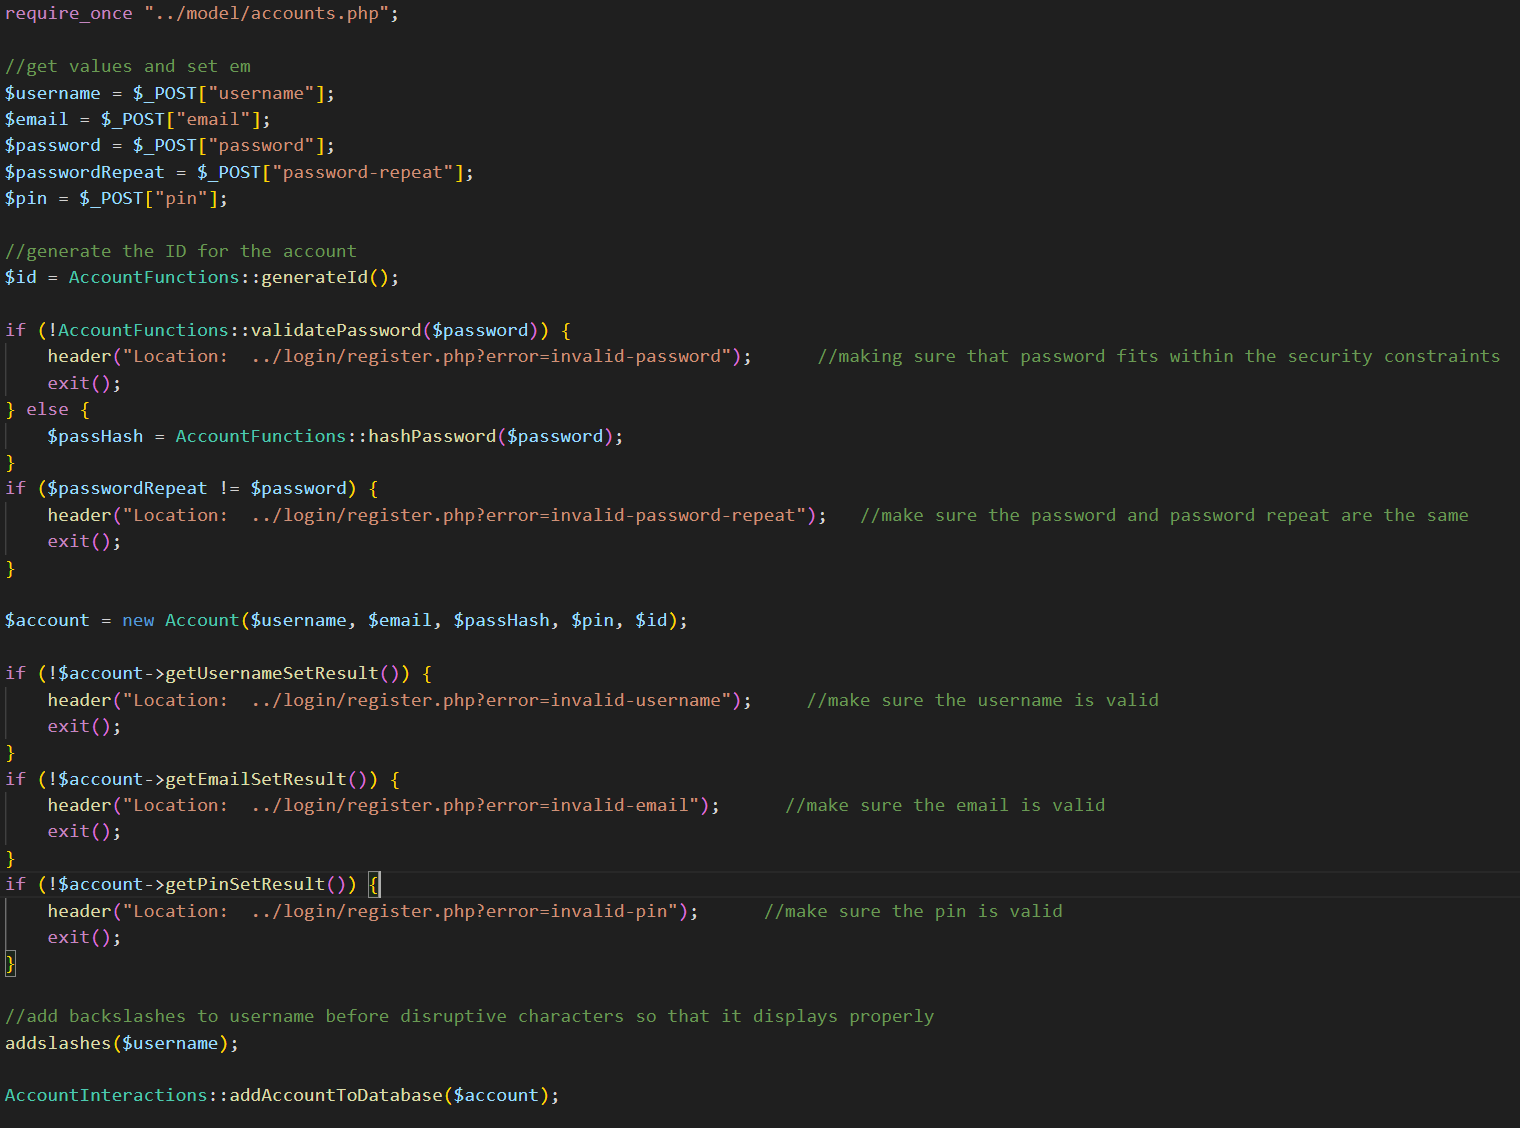 require_once "../model/accounts.php";
//get values and set em
$username = $_POST["username"];
$email = $_POST["email"];
$password = $_POST["password"];
$passwordRepeat = $_POST["password-repeat"];
$pin = $_POST["pin"];
//generate the ID for the account
$id = AccountFunctions::generateId();
if (!AccountFunctions::validatePassword($password)) {
    header("Location:  ../login/register.php?error=invalid-password");      //making sure that password fits within the security constraints
    exit();
} else {
    $passHash = AccountFunctions::hashPassword($password);
}
if ($passwordRepeat != $password) {
    header("Location:  ../login/register.php?error=invalid-password-repeat");   //make sure the password and password repeat are the same
    exit();
}
$account = new Account($username, $email, $passHash, $pin, $id);
if (!$account->getUsernameSetResult()) {
    header("Location:  ../login/register.php?error=invalid-username");     //make sure the username is valid
    exit();
}
if (!$account->getEmailSetResult()) {
    header("Location:  ../login/register.php?error=invalid-email");      //make sure the email is valid
    exit();
}
if (!$account->getPinSetResult()) {
    header("Location:  ../login/register.php?error=invalid-pin");      //make sure the pin is valid
    exit();
}
//add backslashes to username before disruptive characters so that it displays properly
addslashes($username);
AccountInteractions::addAccountToDatabase($account);